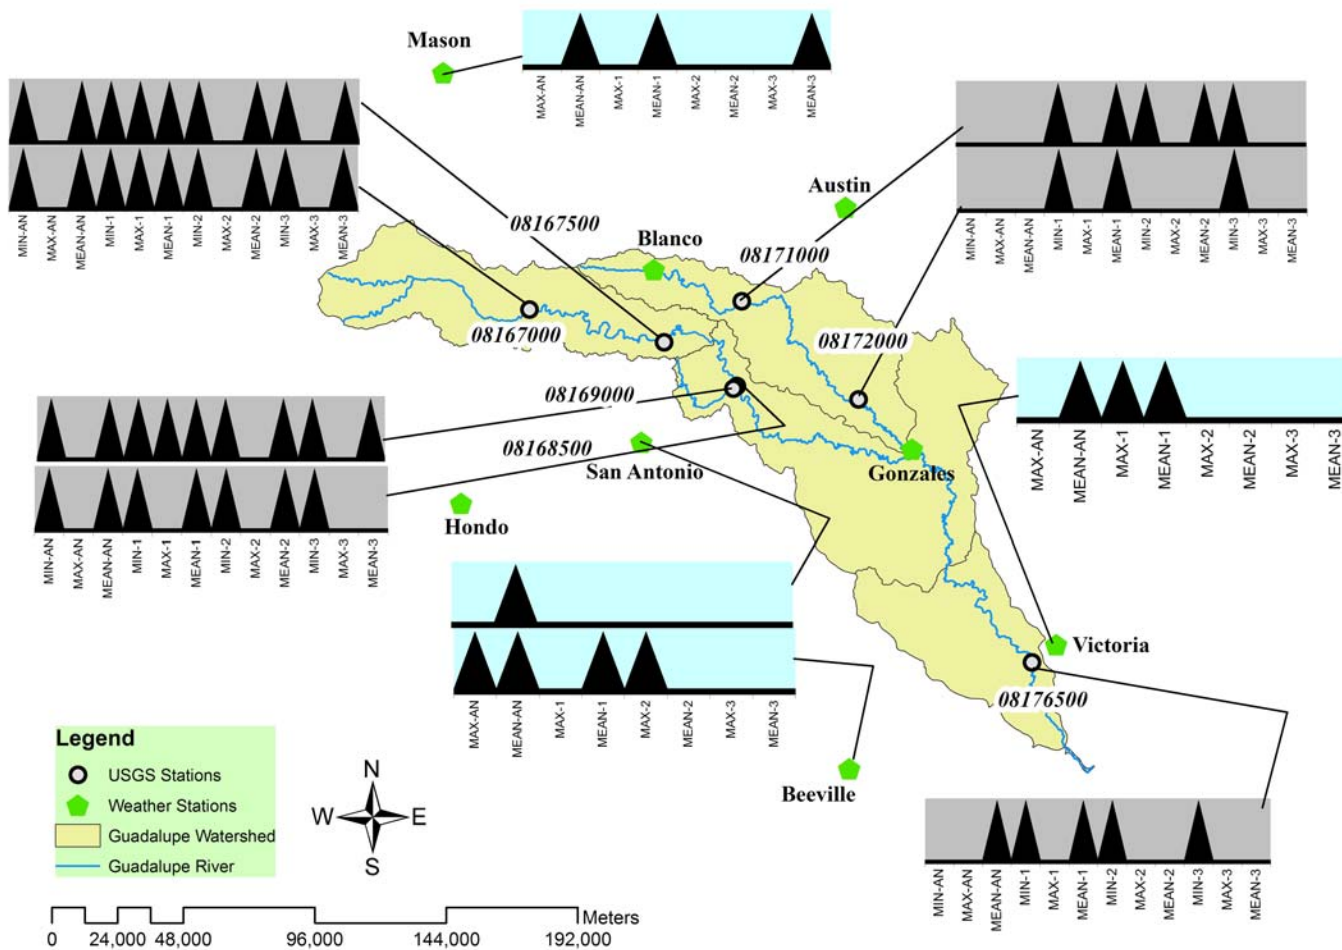 Mason
MAX-AN
MEAN-AN
MAX-1
MEAN-1
MAX-2
MEAN-2
MAX-3
MEAN-3
MIN-AN
MAX-AN
MEAN-AN
MIN-1
MAX-1
MEAN-1
MIN-2
MAX-2
MEAN-2
MIN-3
MAX-3
MEAN-3
Austin
MIN-AN
MAX-AN
MEAN-AN
MIN-1
MAX-1
MEAN-1
MIN-2
MAX-2
MEAN-2
MIN-3
MAX-3
MEAN-3
08167500
Blanco
08171000
08167000
08172000
08169000
08168500
San Antonio
Gonzales
MAX-AN
MEAN-AN
MAX-1
MEAN-1
MAX-2
MEAN-2
MAX-3
MEAN-3
Hondo
MIN-AN
MAX-AN
MEAN-AN
MIN-1
MAX-1
MEAN-1
MIN-2
MAX-2
MEAN-2
MIN-3
MAX-3
MEAN-3
Victoria
08176500
MAX-AN
MEAN-AN
MAX-1
MEAN-1
MAX-2
MEAN-2
MAX-3
MEAN-3
Beeville
Legend
USGS Stations
Weather Stations
Guadalupe Watershed
Guadalupe River
N
W
E
S
MIN-AN
MAX-AN
MEAN-AN
MIN-1
MAX-1
MEAN-1
MIN-2
MAX-2
MEAN-2
MIN-3
MAX-3
MEAN-3
Meters
0 24,000 48,000 96,000 144,000 192,000